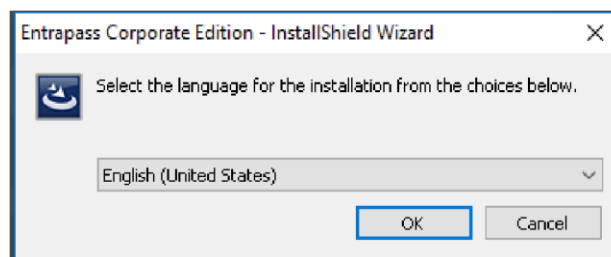 Entrapass Corporate Edition - InstallShield Wizard
Select the language for the installation from the choices below.
English (United States)
OK Cancel